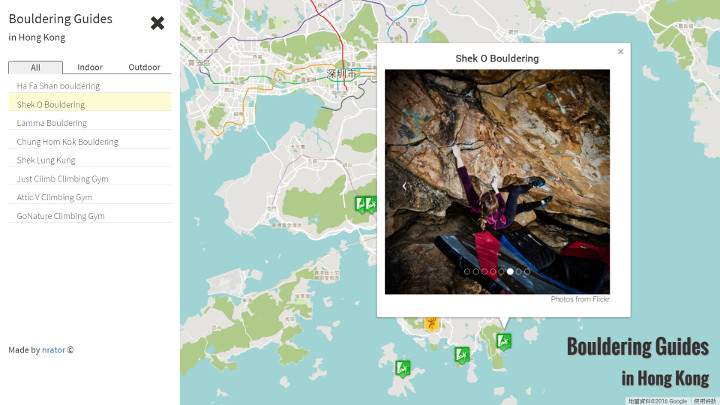 Bouldering Guides
in Hong Kong
All
Indoor
Outdoor
Ha Fa Shan bouldering
Shek O Bouldering
Lamma Bouldering
Chung Hom Kok Bouldering
Shek Lung Kung
Just Climb Climbing Gym
Attic V Climbing Gym
GoNature Climbing Gym
Made by nrator ©
深圳市
Shek O Bouldering
Photos from Flickr
Bouldering Guides
in Hong Kong
地圖資料©2016 Google
使用條款